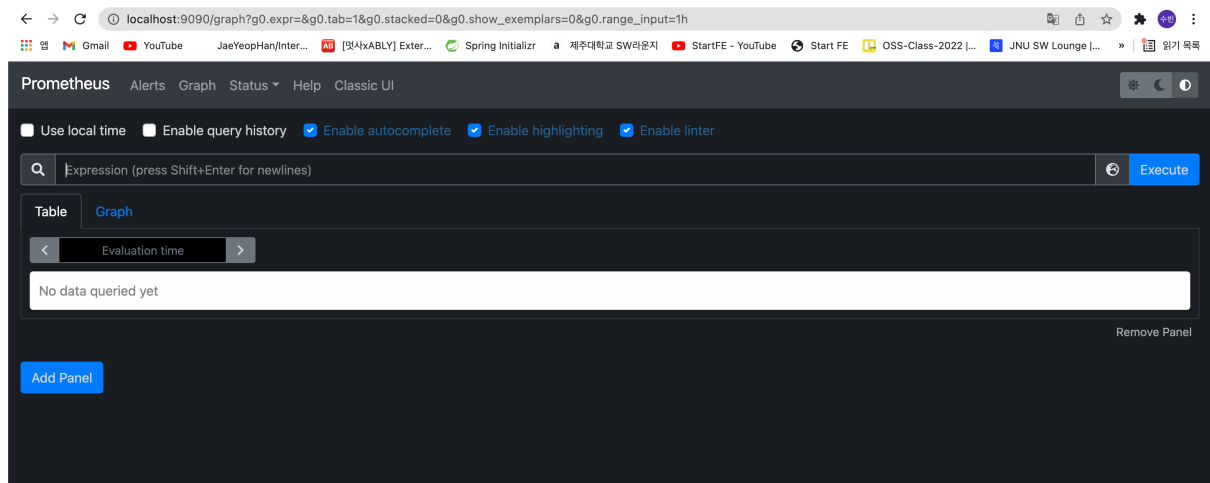 localhost:9090/graph?g0.expr=&g0.tab=1&g0.stacked=0&g0.show_exemplars=0&g0.range_input=1h 수빈
앱 Gmail YouTube JaeYeopHan/Inter... AB [멋사xABLY] Exter... Spring Initializr a 제주대학교 SW라운지 StartFE - YouTube Start FE OSS-Class-2022 |... JNU SW Lounge |... » 읽기 목록
Prometheus Alerts Graph Status Help Classic UI
Use local time Enable query history Enable autocomplete Enable highlighting Enable linter
Expression (press Shift+Enter for newlines) Execute
Table Graph
Evaluation time
No data queried yet
Remove Panel
Add Panel